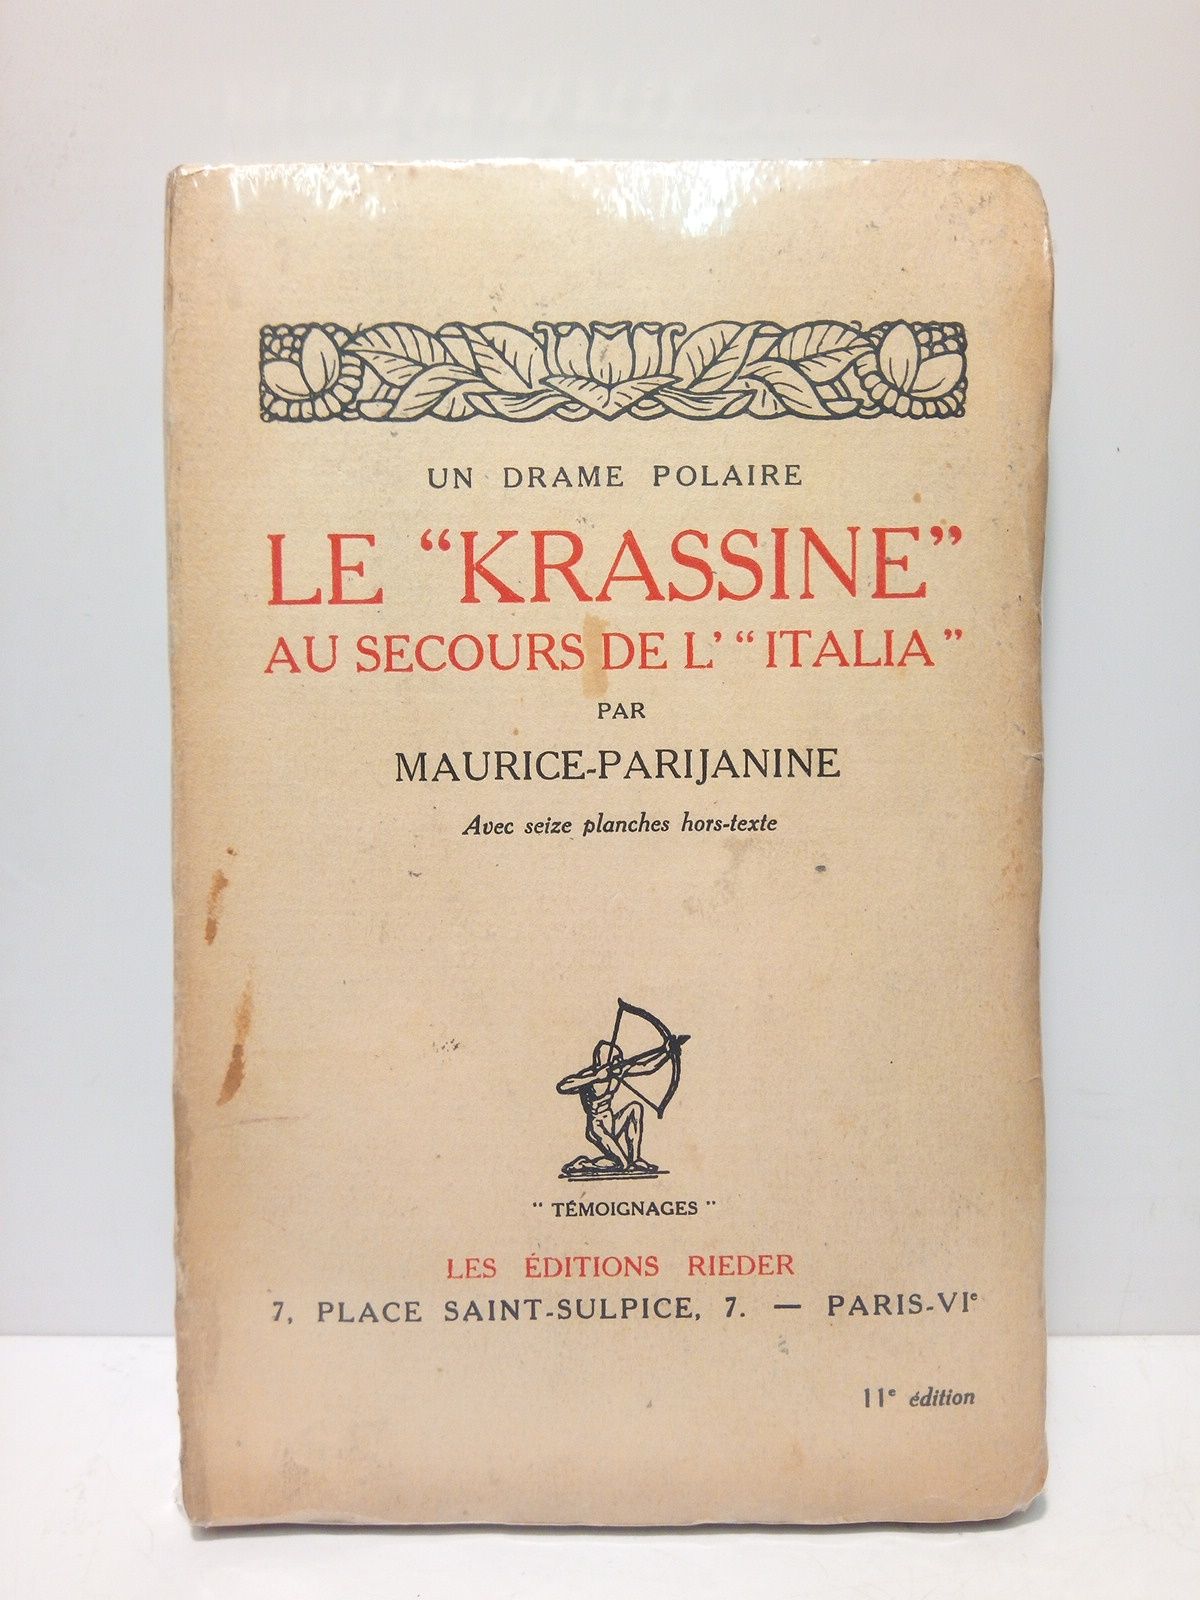 UN DRAME POLAIRE
LE “KRASSINE”
AU SECOURS DE L' “ITALIA”
PAR
MAURICE-PARIJANINE
Avec seize planches hors-texte
“ TÉMOIGNAGES ”
LES ÉDITIONS RIEDER
7, PLACE SAINT-SULPICE, 7. — PARIS-VIe
11e édition